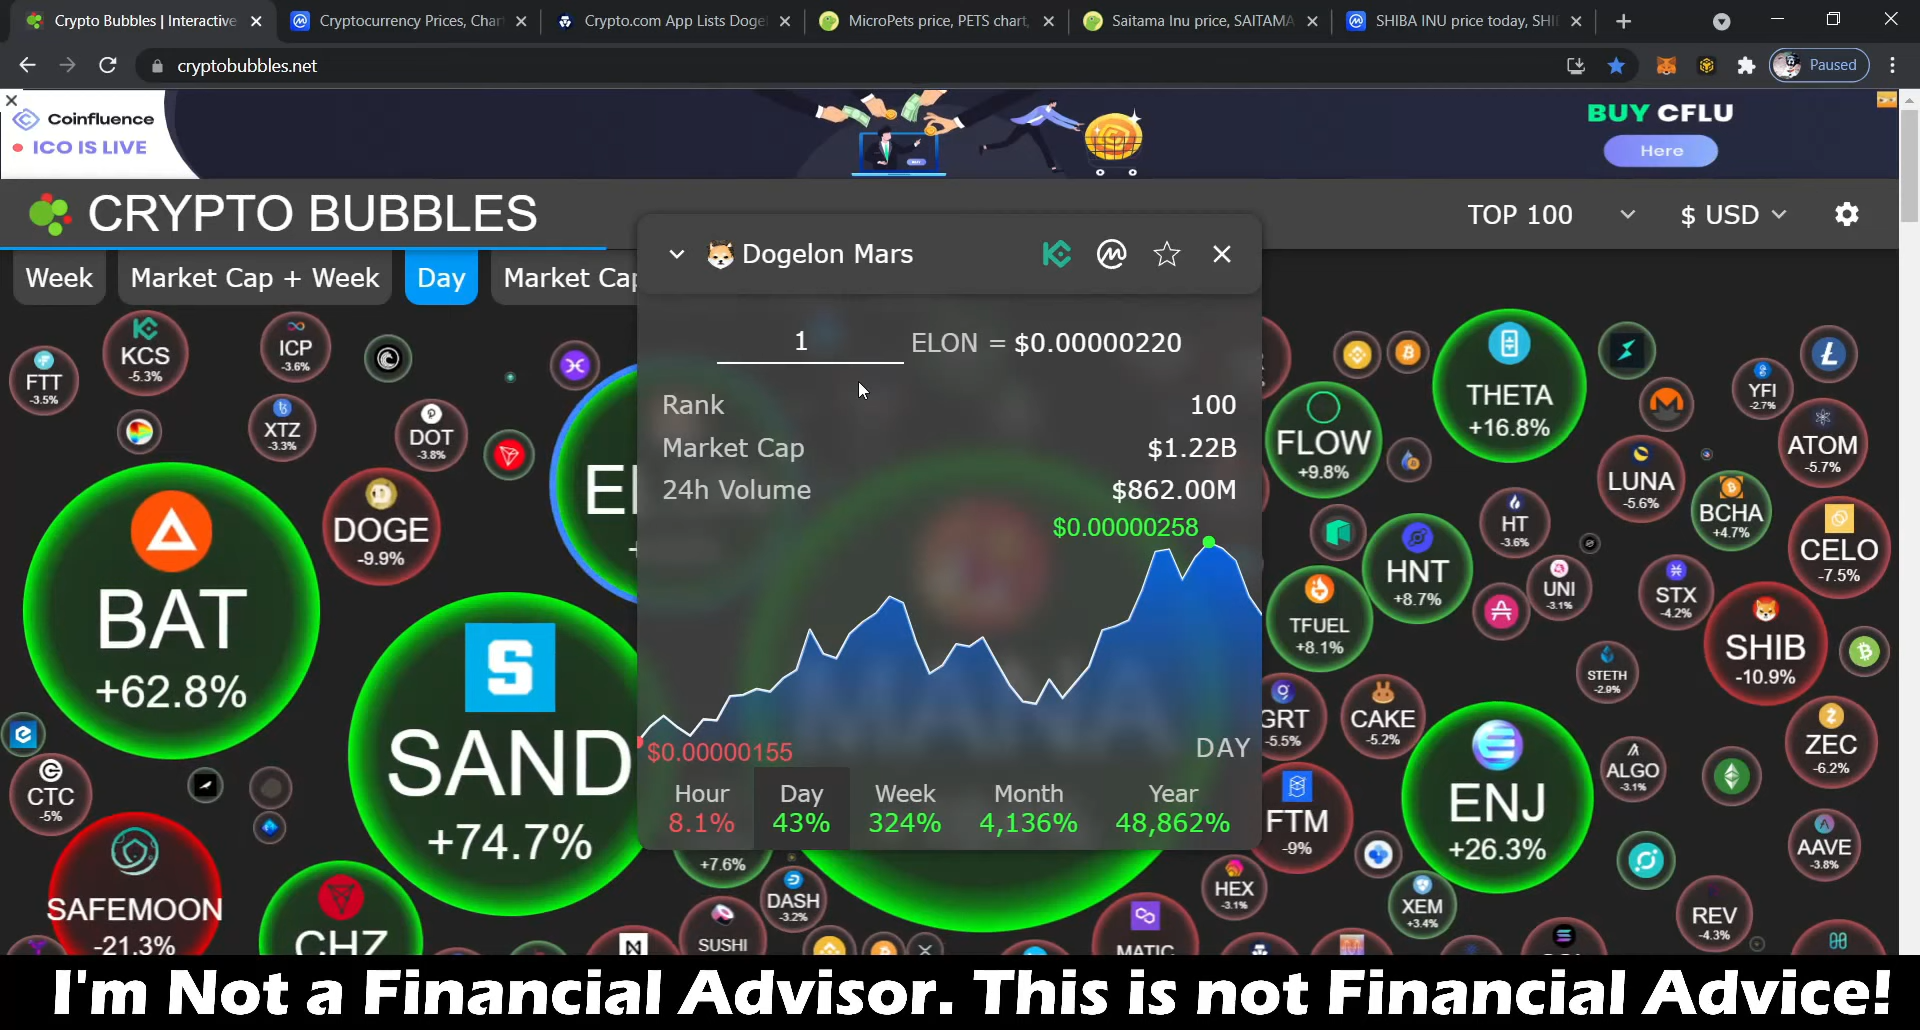 Crypto Bubbles | Interactive
Cryptocurrency Prices, Char
Crypto.com App Lists Dogel
MicroPets price, PETS chart,
Saitama Inu price, SAITAMA
SHIBA INU price today, SHI
cryptobubbles.net
Paused
Coinfluence
ICO IS LIVE
BUY CFLU
Here
CRYPTO BUBBLES
TOP 100
$ USD
Week
Market Cap + Week
Day
Market Cap
Dogelon Mars
1 ELON = $0.00000220
Rank 100
Market Cap $1.22B
24h Volume $862.00M
$0.00000258
$0.00000155
DAY
Hour
8.1%
Day
43%
Week
324%
Month
4,136%
Year
48,862%
FTT
-3.5%
KCS
-5.3%
ICP
-3.6%
XTZ
-3.3%
DOT
-3.8%
DOGE
-9.9%
BAT
+62.8%
SAND
+74.7%
CTC
-5%
SAFEMOON
-21.3%
CHZ
+7.6%
DASH
-3.2%
SUSHI
MANA
THETA
+16.8%
FLOW
+9.8%
YFI
-2.7%
ATOM
-5.7%
LUNA
-5.6%
BCHA
+4.7%
HT
-3.6%
CELO
-7.5%
HNT
+8.7%
UNI
-3.1%
STX
-4.2%
TFUEL
+8.1%
SHIB
-10.9%
STETH
-2.9%
GRT
-5.5%
CAKE
-5.2%
ZEC
-6.2%
ENJ
+26.3%
ALGO
-3.1%
FTM
-9%
AAVE
-3.8%
HEX
-3.1%
XEM
+3.4%
REV
-4.3%
MATIC
I'm Not a Financial Advisor. This is not Financial Advice!